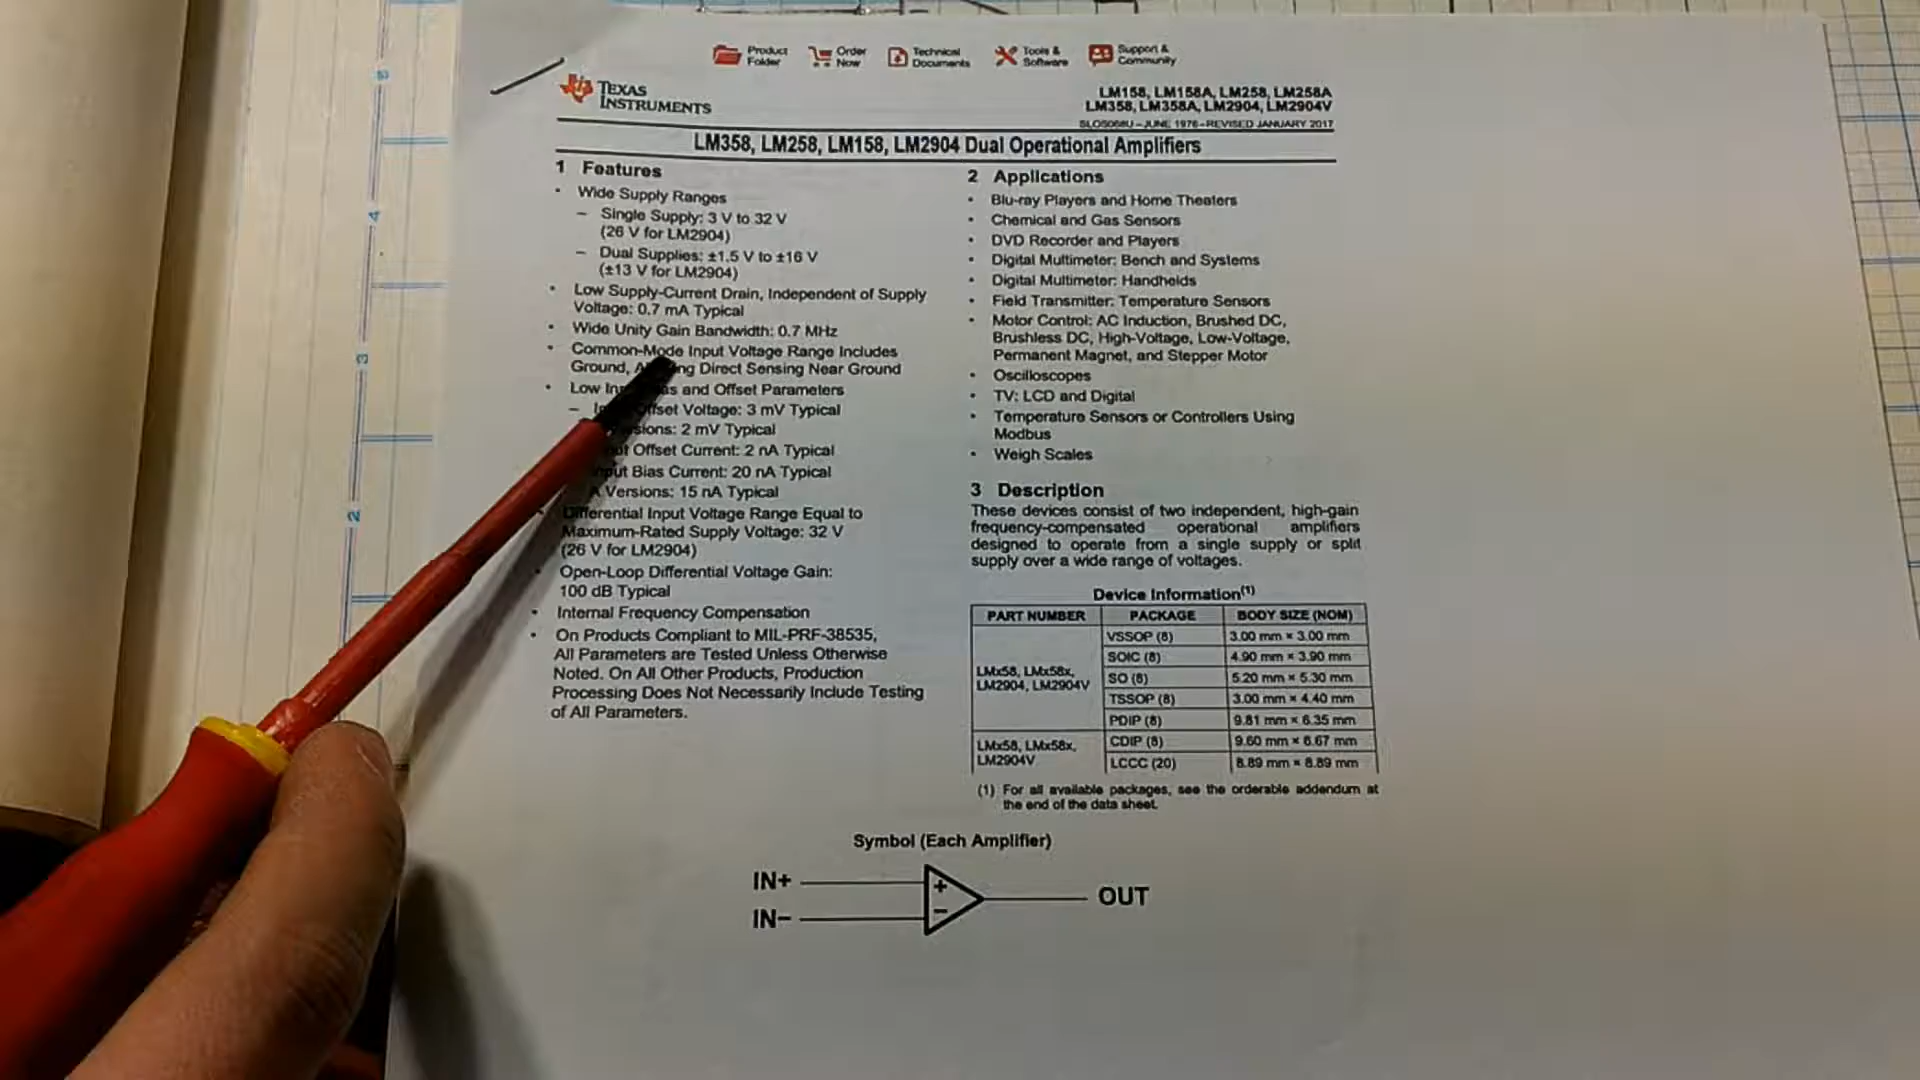 Product Folder
Order Now
Technical Documents
Tools & Software
Support & Community
TEXAS INSTRUMENTS
LM158, LM158A, LM258, LM258A
LM358, LM358A, LM2904, LM2904V
SLOS068U – JUNE 1976 – REVISED JANUARY 2017
LM358, LM258, LM158, LM2904 Dual Operational Amplifiers
1 Features
• Wide Supply Ranges
– Single Supply: 3 V to 32 V
(26 V for LM2904)
– Dual Supplies: ±1.5 V to ±16 V
(±13 V for LM2904)
• Low Supply-Current Drain, Independent of Supply
Voltage: 0.7 mA Typical
• Wide Unity Gain Bandwidth: 0.7 MHz
• Common-Mode Input Voltage Range Includes
Ground, Direct Sensing Near Ground
• Low and Offset Parameters
– Voltage: 3 mV Typical
2 mV Typical
Offset Current: 2 nA Typical
Bias Current: 20 nA Typical
A Versions: 15 nA Typical
Differential Input Voltage Range Equal to
Maximum-Rated Supply Voltage: 32 V
(26 V for LM2904)
• Open-Loop Differential Voltage Gain:
100 dB Typical
• Internal Frequency Compensation
• On Products Compliant to MIL-PRF-38535,
All Parameters are Tested Unless Otherwise
Noted. On All Other Products, Production
Processing Does Not Necessarily Include Testing
of All Parameters.
2 Applications
• Blu-ray Players and Home Theaters
• Chemical and Gas Sensors
• DVD Recorder and Players
• Digital Multimeter: Bench and Systems
• Digital Multimeter: Handhelds
• Field Transmitter: Temperature Sensors
• Motor Control: AC Induction, Brushed DC,
Brushless DC, High-Voltage, Low-Voltage,
Permanent Magnet, and Stepper Motor
• Oscilloscopes
• TV: LCD and Digital
• Temperature Sensors or Controllers Using
Modbus
• Weigh Scales
3 Description
These devices consist of two independent, high-gain
frequency-compensated operational amplifiers
designed to operate from a single supply or split
supply over a wide range of voltages.
Device Information(1)
PART NUMBER PACKAGE BODY SIZE (NOM)
LMx58, LMx58x,
LM2904, LM2904V
VSSOP (8) 3.00 mm × 3.00 mm
SOIC (8) 4.90 mm × 3.90 mm
SO (8) 5.20 mm × 5.30 mm
TSSOP (8) 3.00 mm × 4.40 mm
PDIP (8) 9.81 mm × 6.35 mm
LMx58, LMx58x,
LM2904V
CDIP (8) 9.60 mm × 6.67 mm
LCCC (20) 8.89 mm × 8.89 mm
(1) For all available packages, see the orderable addendum at
the end of the data sheet.
Symbol (Each Amplifier)
IN+
IN−
+
−
OUT
5
4
3
2